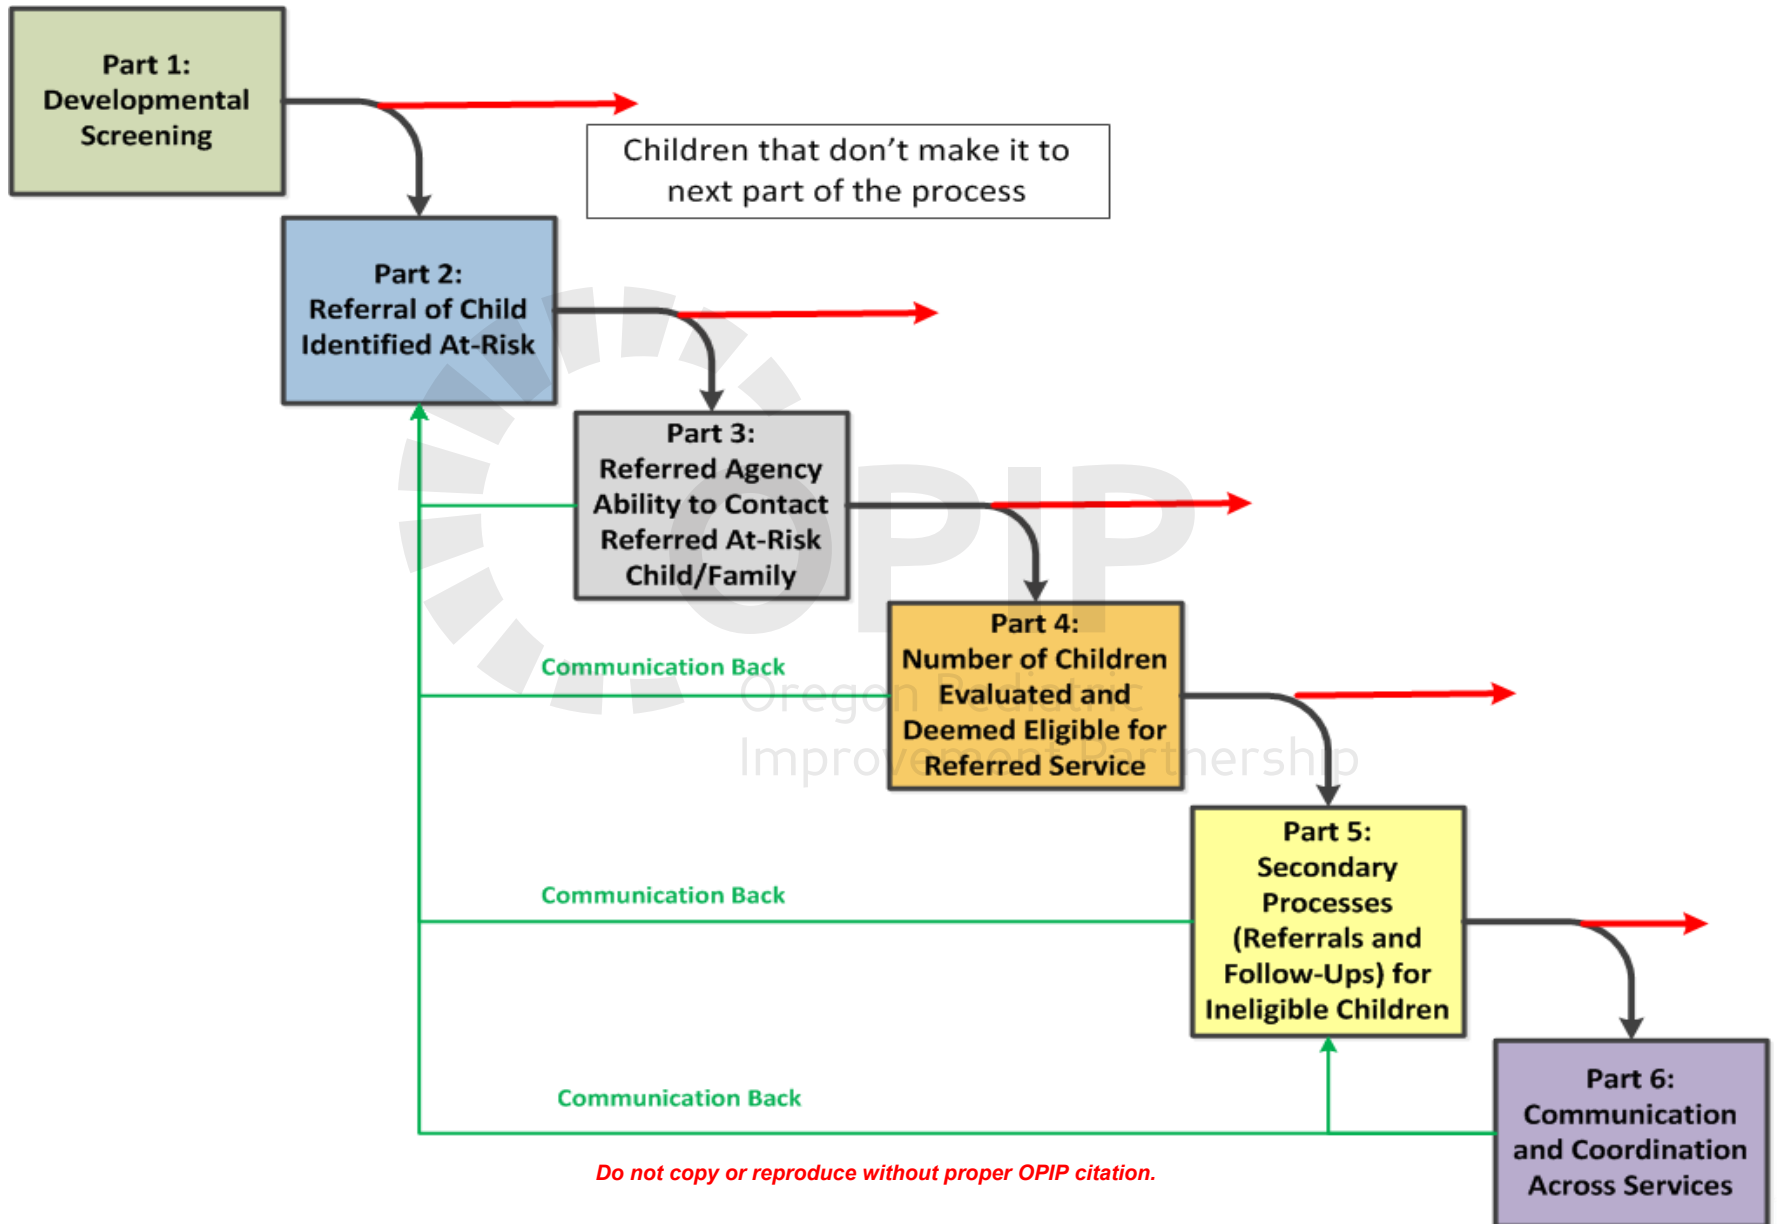 Part 1:
Developmental
Screening
Children that don't make it to
next part of the process
Part 2:
Referral of Child
Identified At-Risk
Part 3:
Referred Agency
Ability to Contact
Referred At-Risk
Child/Family
OPIP
Oregon Pediatric
Improvement Partnership
Part 4:
Number of Children
Evaluated and
Deemed Eligible for
Referred Service
Communication Back
Part 5:
Secondary
Processes
(Referrals and
Follow-Ups) for
Ineligible Children
Communication Back
Part 6:
Communication
and Coordination
Across Services
Communication Back
Do not copy or reproduce without proper OPIP citation.